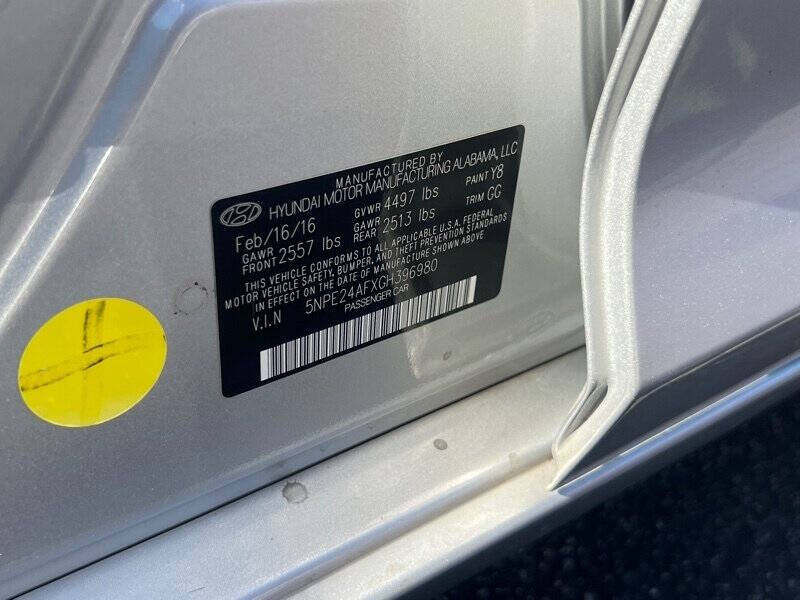 MANUFACTURED BY
HYUNDAI MOTOR MANUFACTURING ALABAMA, LLC
Feb/16/16 GVWR 4497 lbs PAINT Y8
GAWR FRONT 2557 lbs GAWR REAR 2513 lbs TRIM GG
THIS VEHICLE CONFORMS TO ALL APPLICABLE U.S.A. FEDERAL
MOTOR VEHICLE SAFETY, BUMPER, AND THEFT PREVENTION STANDARDS
IN EFFECT ON THE DATE OF MANUFACTURE SHOWN ABOVE
V.I.N 5NPE24AFXGH396980
PASSENGER CAR